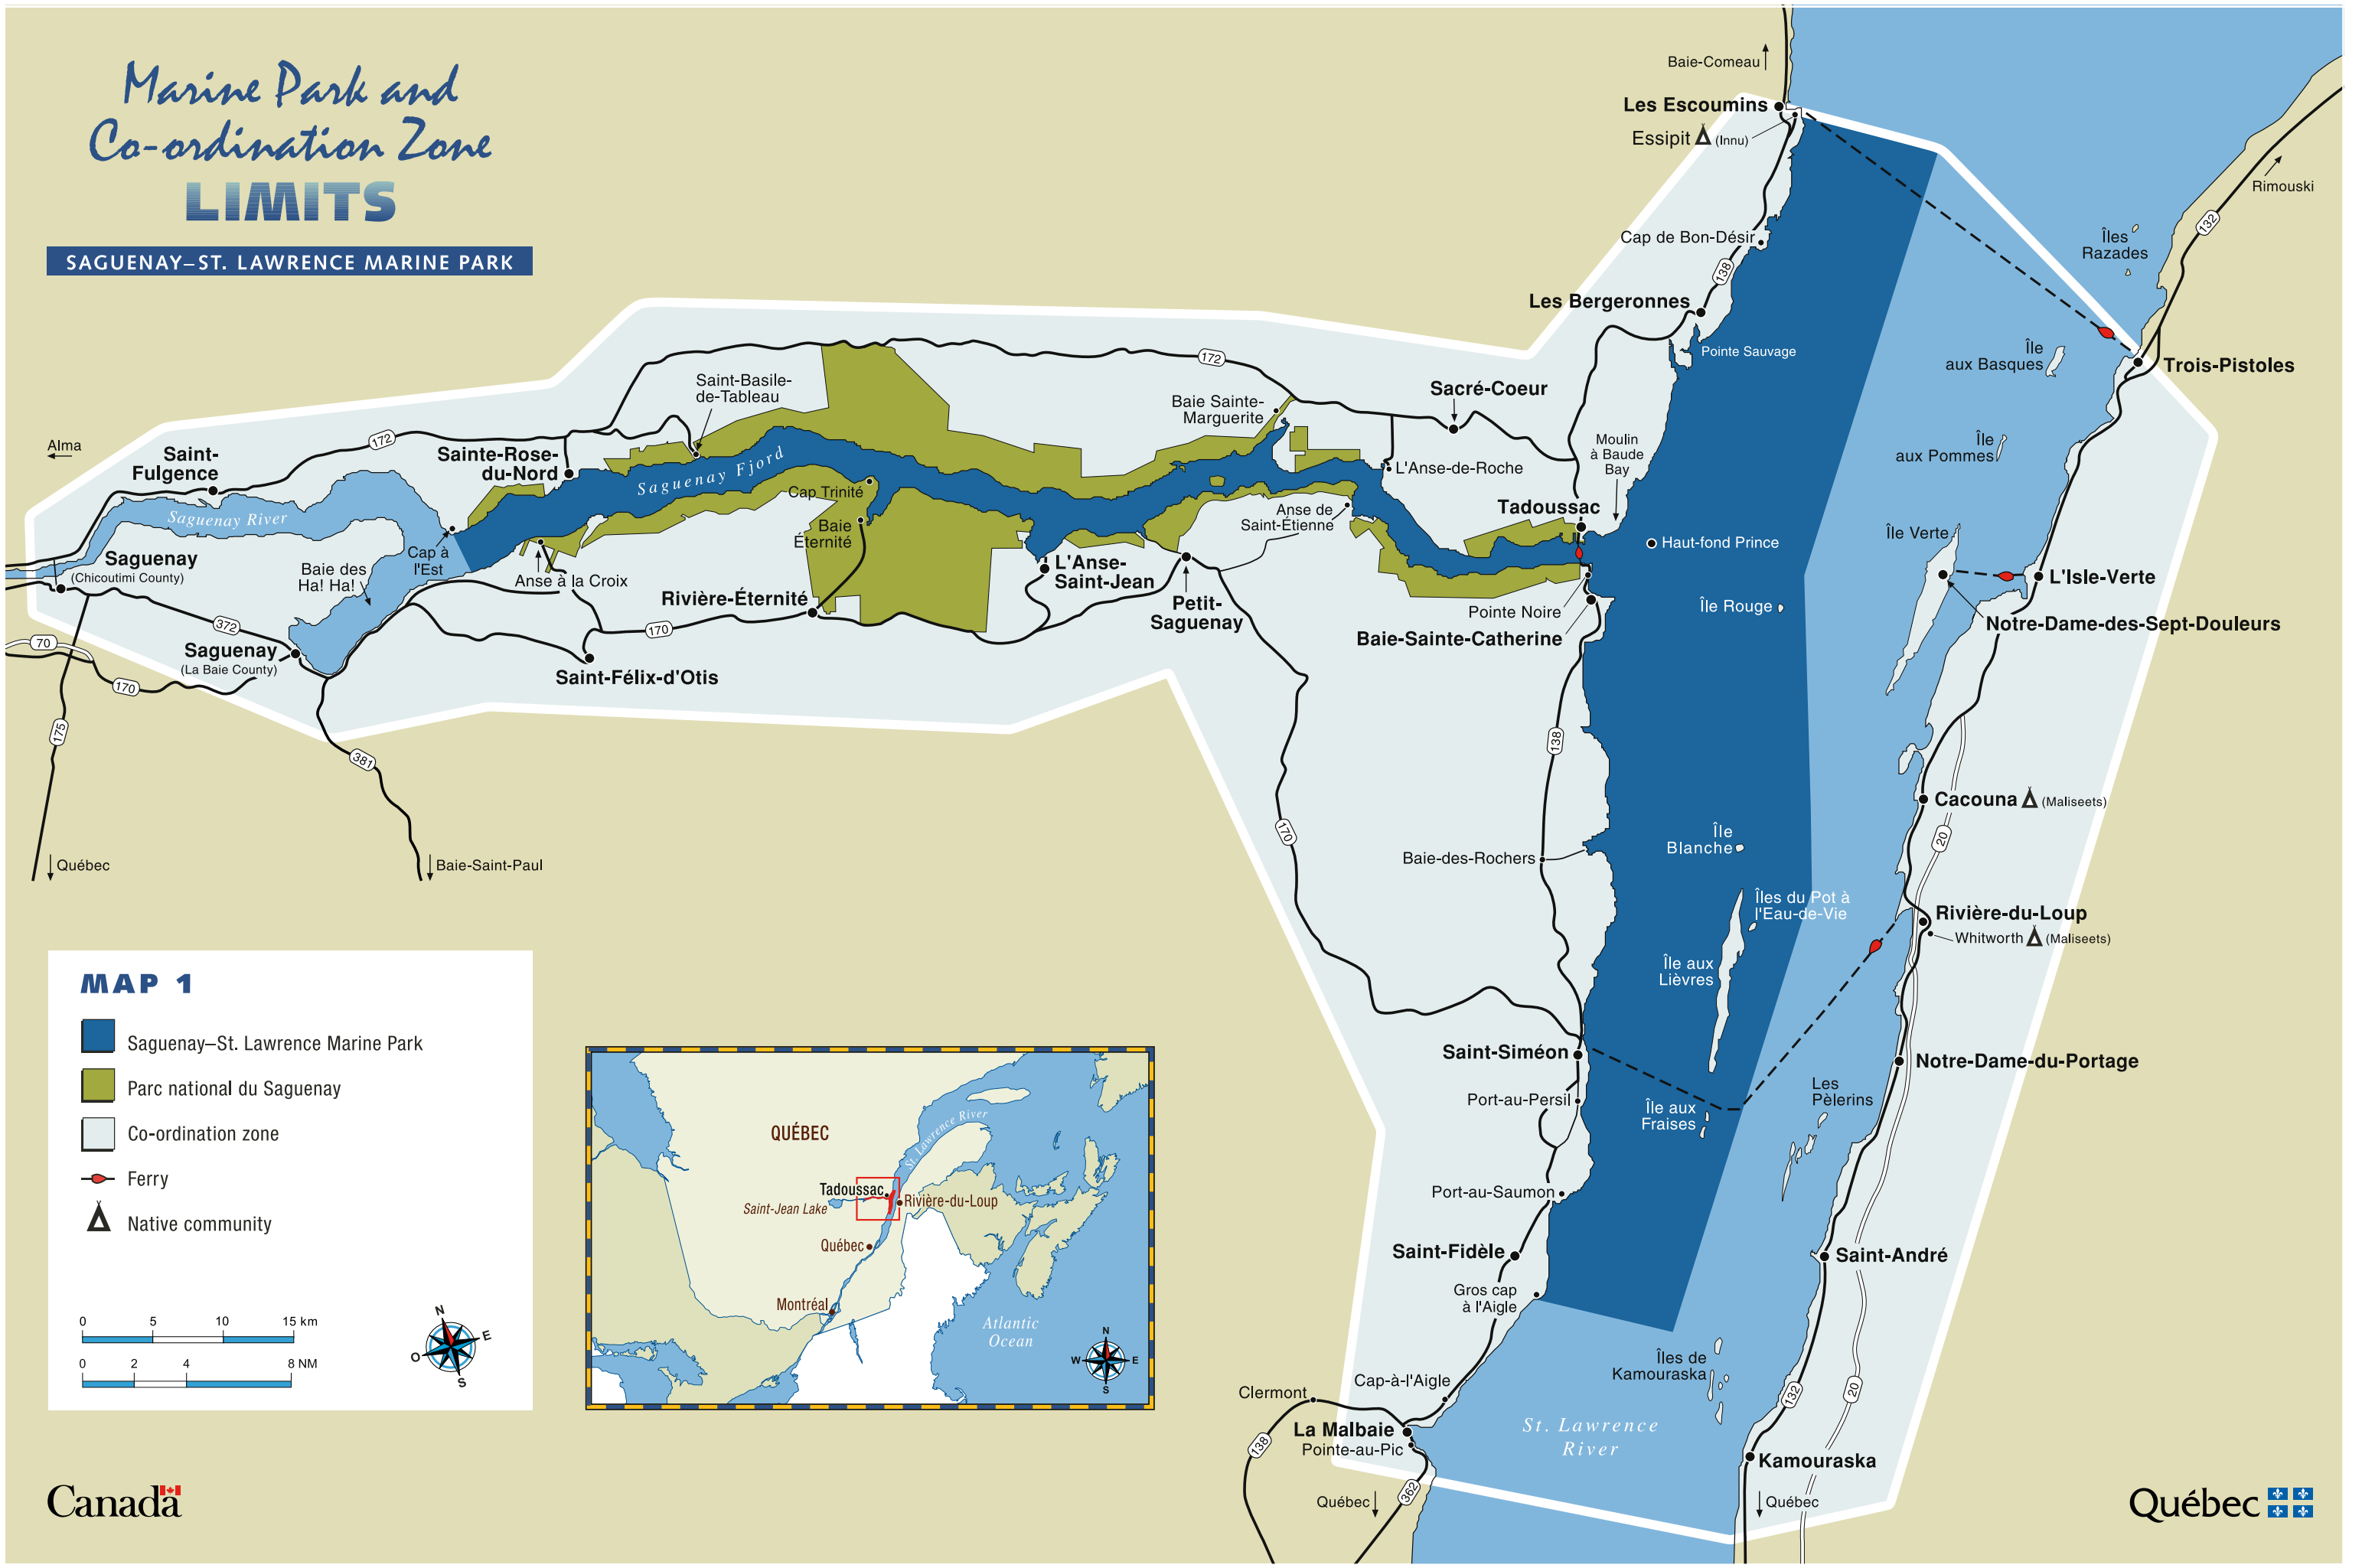 Marine Park and
Co-ordination Zone
LIMITS
SAGUENAY–ST. LAWRENCE MARINE PARK
Baie-Comeau
Les Escoumins
Essipit (Innu)
Rimouski
132
Îles
Razades
Cap de Bon-Désir
138
Les Bergeronnes
Pointe Sauvage
Île
aux Basques
Trois-Pistoles
172
Saint-Basile-
de-Tableau
Sacré-Coeur
Baie Sainte-
Marguerite
Alma
172
Saint-
Fulgence
Sainte-Rose-
du-Nord
Saguenay Fjord
Moulin
à Baude
Bay
Île
aux Pommes
L'Anse-de-Roche
Cap Trinité
Tadoussac
Anse de
Saint-Étienne
Saguenay River
Baie
Éternité
Haut-fond Prince
Île Verte
Cap à
l'Est
Saguenay
(Chicoutimi County)
Baie des
Ha! Ha!
Anse à la Croix
L'Anse-
Saint-Jean
L'Isle-Verte
Rivière-Éternité
Petit-
Saguenay
Pointe Noire
Île Rouge
Notre-Dame-des-Sept-Douleurs
372
170
Baie-Sainte-Catherine
70
Saguenay
(La Baie County)
Saint-Félix-d'Otis
170
175
381
138
Cacouna (Maliseets)
170
20
Île
Blanche
Baie-des-Rochers
Québec
Baie-Saint-Paul
Îles du Pot à
l'Eau-de-Vie
Rivière-du-Loup
Whitworth (Maliseets)
Île aux
Lièvres
MAP 1
Saguenay–St. Lawrence Marine Park
Parc national du Saguenay
Co-ordination zone
Ferry
Native community
0 5 10 15 km
0 2 4 8 NM
N
E
O
S
Saint-Siméon
Notre-Dame-du-Portage
Port-au-Persil
Île aux
Fraises
Les
Pèlerins
QUÉBEC
St. Lawrence River
Tadoussac
Saint-Jean Lake
Rivière-du-Loup
Québec
Montréal
Atlantic
Ocean
N
W
E
S
Port-au-Saumon
Saint-Fidèle
Saint-André
Gros cap
à l'Aigle
Îles de
Kamouraska
Cap-à-l'Aigle
Clermont
132
20
La Malbaie
Pointe-au-Pic
138
St. Lawrence
River
Kamouraska
362
Québec
Québec
Canada
Québec